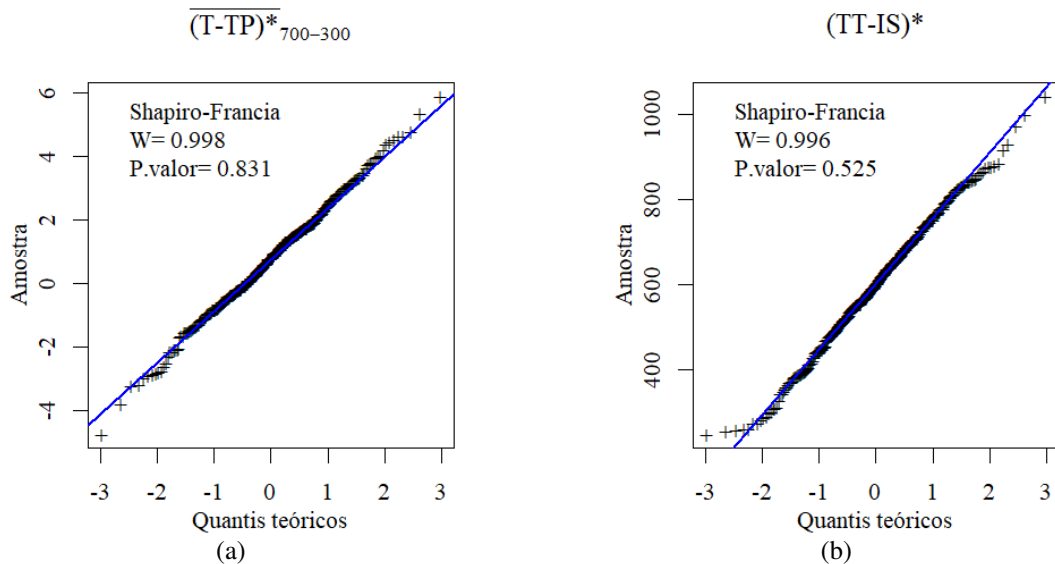 (T-TP)*700–300
Shapiro-Francia
W= 0.998
P.valor= 0.831
Amostra
6
4
2
0
-2
-4
-3 -2 -1 0 1 2 3
Quantis teóricos
(a)
(TT-IS)*
Shapiro-Francia
W= 0.996
P.valor= 0.525
Amostra
1000
800
600
400
-3 -2 -1 0 1 2 3
Quantis teóricos
(b)